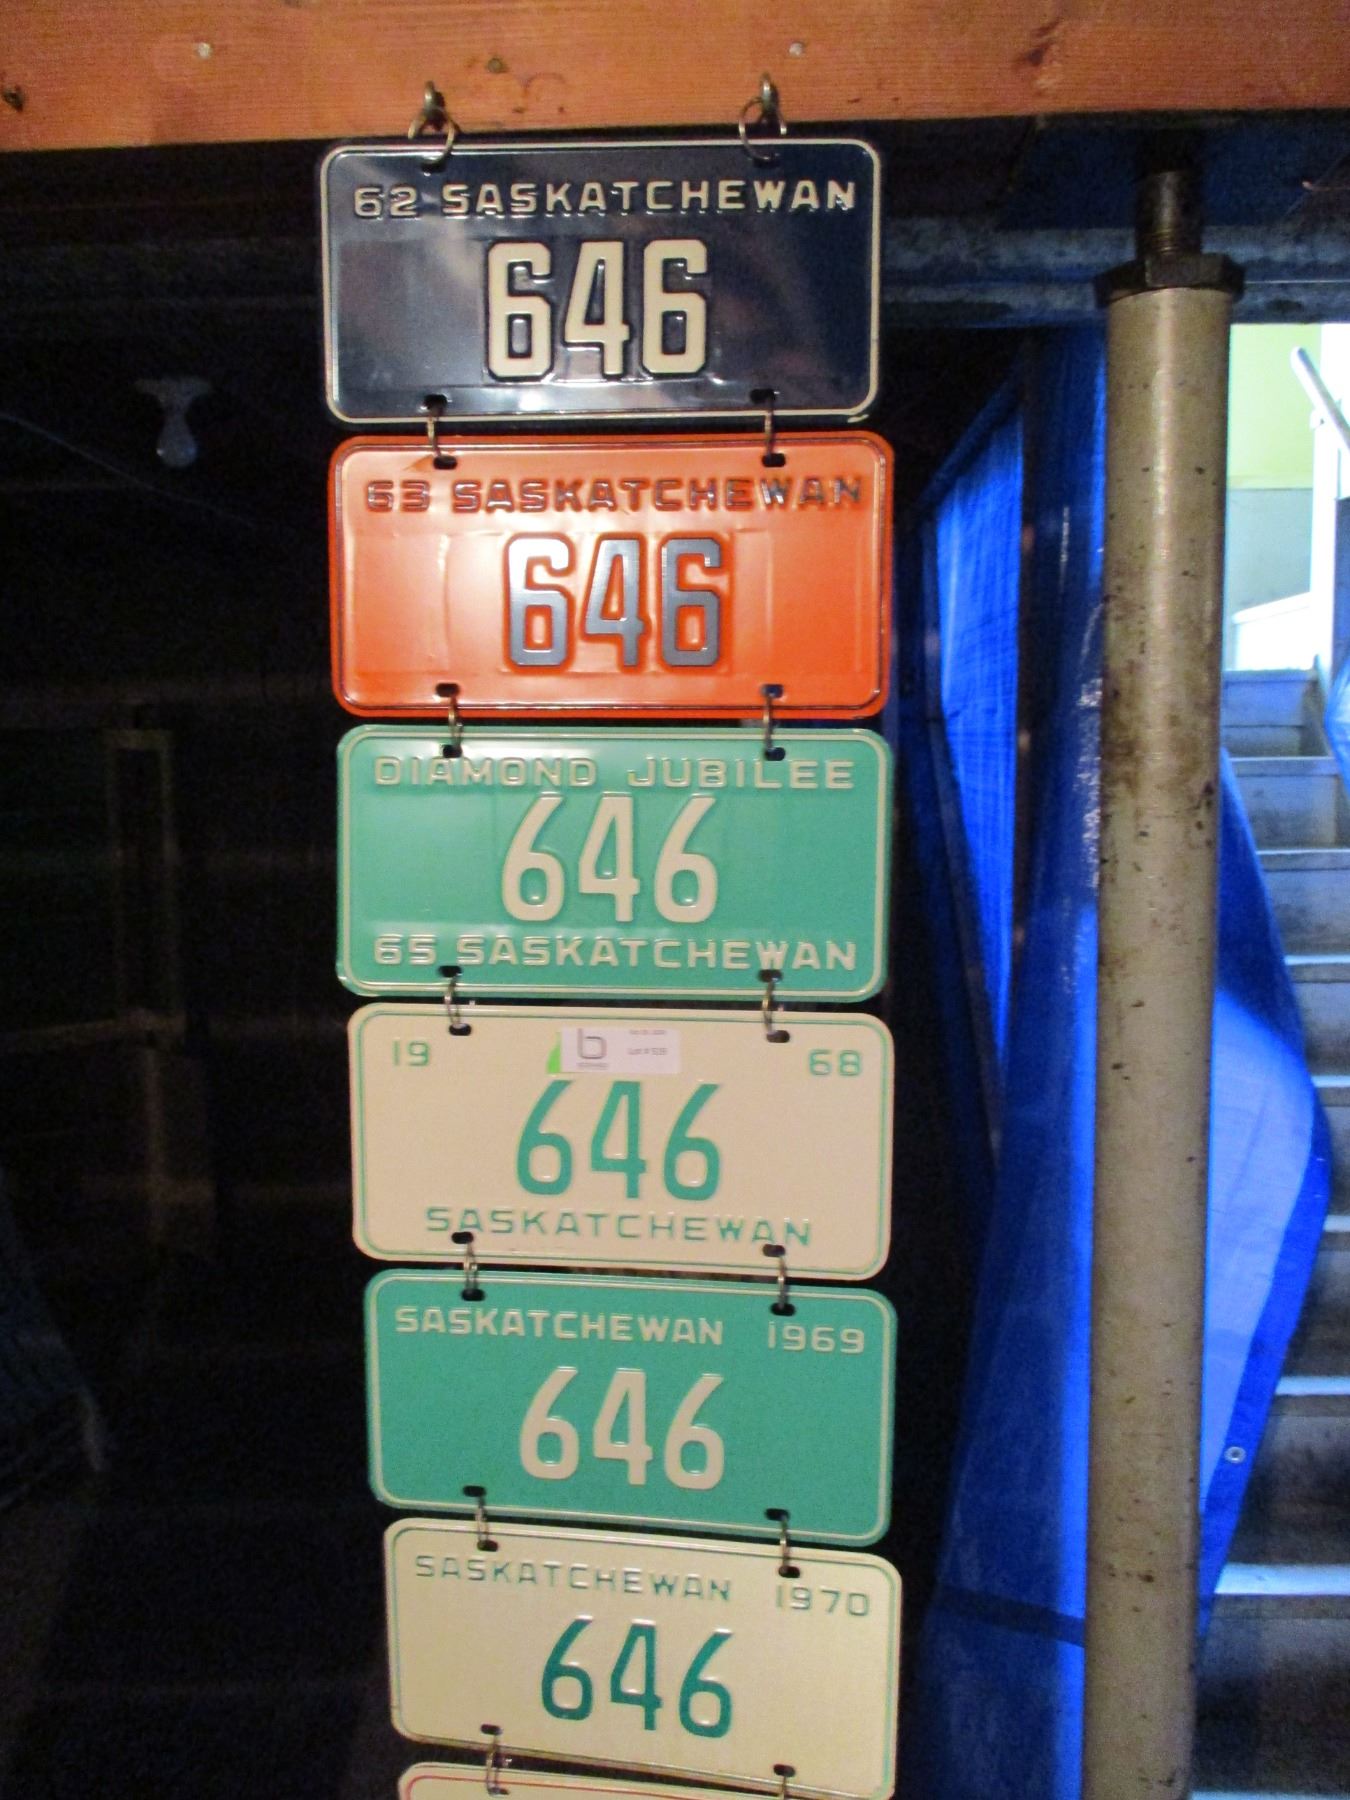 62 SASKATCHEWAN
646
63 SASKATCHEWAN
646
DIAMOND JUBILEE
646
65 SASKATCHEWAN
19 68
b
Lot #
646
SASKATCHEWAN
SASKATCHEWAN 1969
646
SASKATCHEWAN 1970
646